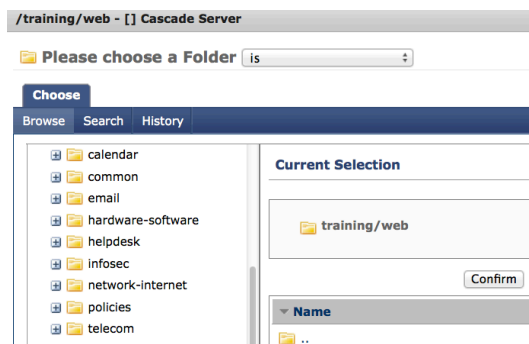 /training/web - [] Cascade Server
Please choose a Folder is
Choose
Browse Search History
calendar
common
email
hardware-software
helpdesk
infosec
network-internet
policies
telecom
Current Selection
training/web
Confirm
Name
..